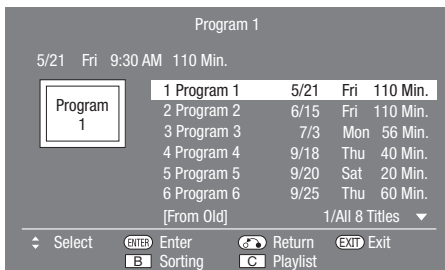 Program 1
5/21 Fri 9:30 AM 110 Min.
Program
1
1 Program 1 5/21 Fri 110 Min.
2 Program 2 6/15 Fri 110 Min.
3 Program 3 7/3 Mon 56 Min.
4 Program 4 9/18 Thu 40 Min.
5 Program 5 9/20 Sat 20 Min.
6 Program 6 9/25 Thu 60 Min.
[From Old] 1/All 8 Titles
Select ENTER Enter Return EXIT Exit
B Sorting C Playlist